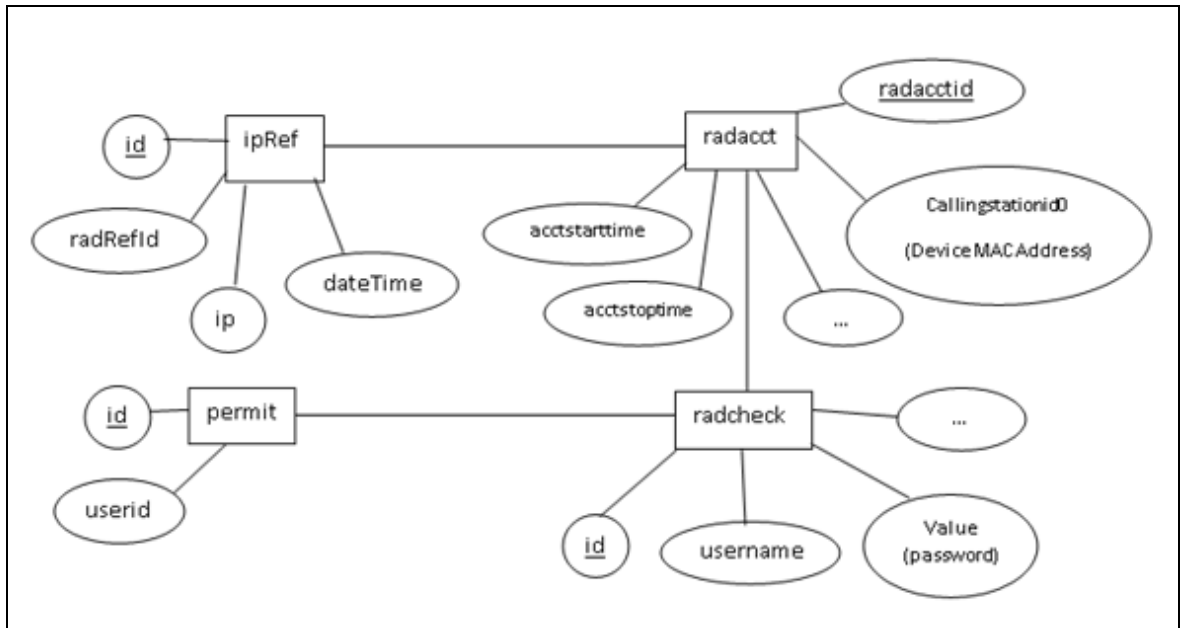 radacctid
id
ipRef
radacct
Callingstationid0
(DeviceMACAddress)
radRefId
acctstarttime
dateTime
ip
acctstoptime
...
id
permit
radcheck
...
userid
id
username
Value
(password)